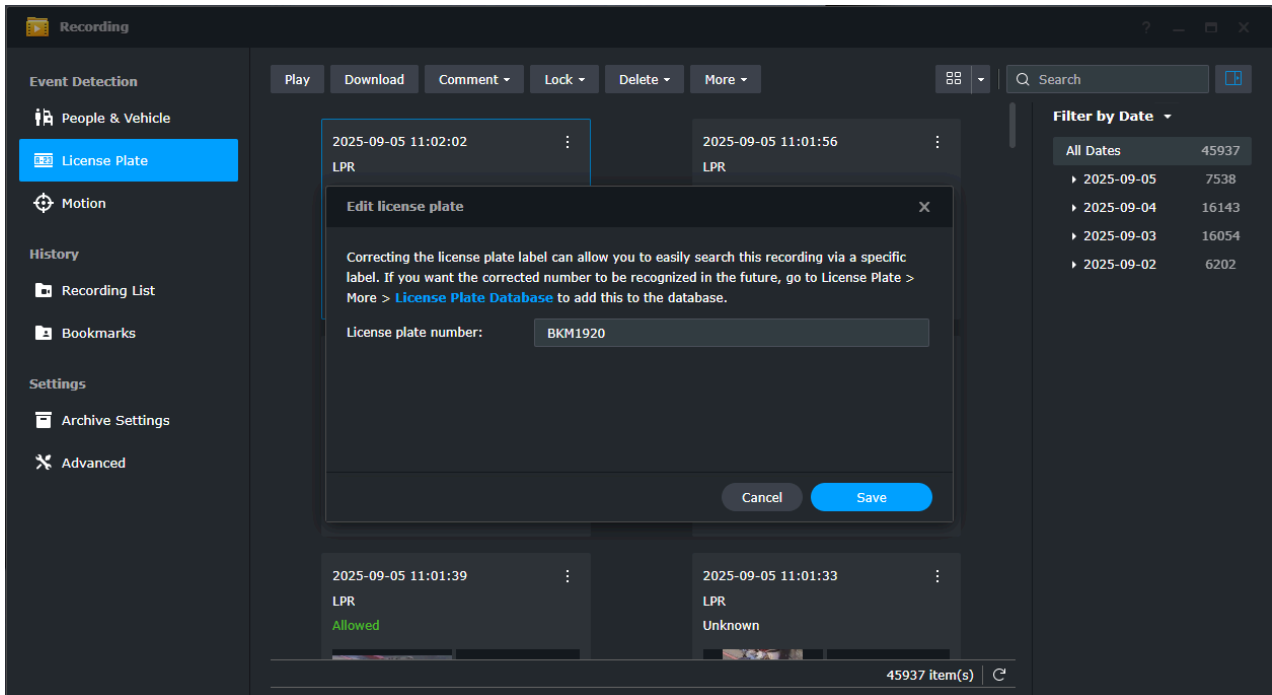 Recording
Event Detection
People & Vehicle
License Plate
Motion
History
Recording List
Bookmarks
Settings
Archive Settings
Advanced
Play
Download
Comment
Lock
Delete
More
Search
2025-09-05 11:02:02
LPR
2025-09-05 11:01:56
LPR
Edit license plate
Correcting the license plate label can allow you to easily search this recording via a specific
label. If you want the corrected number to be recognized in the future, go to License Plate >
More > License Plate Database to add this to the database.
License plate number:
BKM1920
Cancel
Save
2025-09-05 11:01:39
LPR
Allowed
2025-09-05 11:01:33
LPR
Unknown
45937 item(s)
Filter by Date
All Dates 45937
2025-09-05 7538
2025-09-04 16143
2025-09-03 16054
2025-09-02 6202